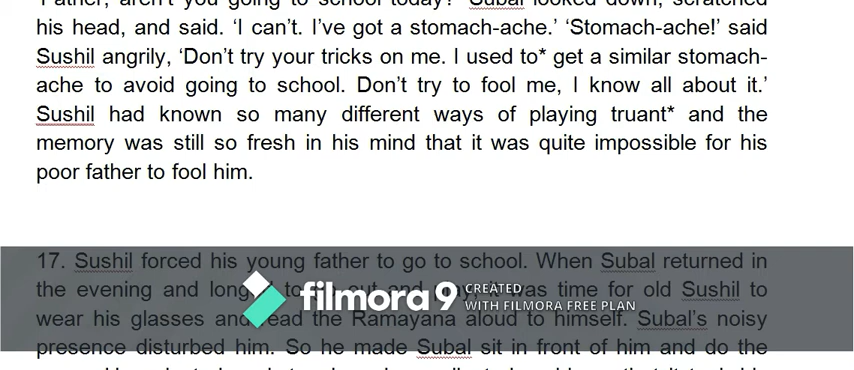 'Father, aren't you going to school today?' Subal looked down, scratched
his head, and said. 'I can't. I've got a stomach-ache.' 'Stomach-ache!' said
Sushil angrily, 'Don't try your tricks on me. I used to* get a similar stomach-
ache to avoid going to school. Don't try to fool me, I know all about it.'
Sushil had known so many different ways of playing truant* and the
memory was still so fresh in his mind that it was quite impossible for his
poor father to fool him.
17. Sushil forced his young father to go to school. When Subal returned in
the evening and to go out and was time for old Sushil to
wear his glasses and read the Ramayana aloud to himself. Subal's noisy
presence disturbed him. So he made Subal sit in front of him and do the
filmora 9 CREATED
WITH FILMORA FREE PLAN